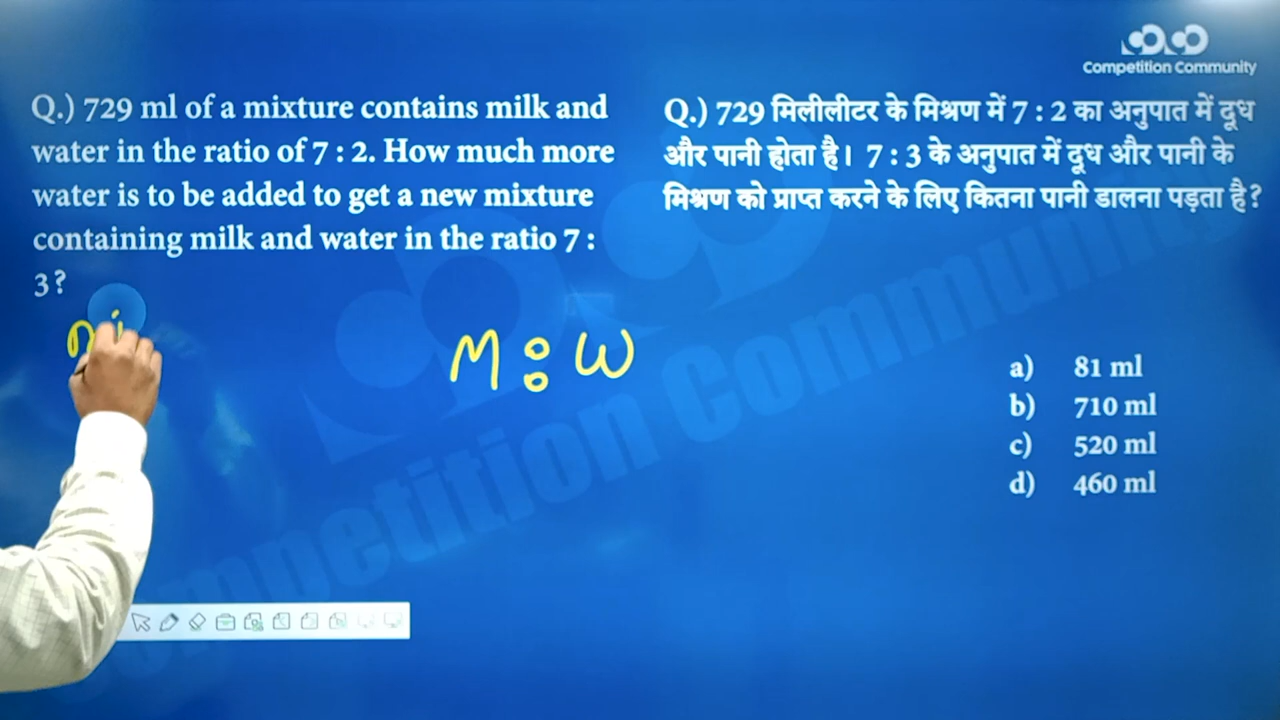 Competition Community
Q.) 729 ml of a mixture contains milk and
water in the ratio of 7 : 2. How much more
water is to be added to get a new mixture
containing milk and water in the ratio 7 :
3?
Q.) 729 मिलीलीटर के मिश्रण में 7 : 2 का अनुपात में दूध
और पानी होता है। 7 : 3 के अनुपात में दूध और पानी के
मिश्रण को प्राप्त करने के लिए कितना पानी डालना पड़ता है?
M : W
a) 81 ml
b) 710 ml
c) 520 ml
d) 460 ml
Competition Community